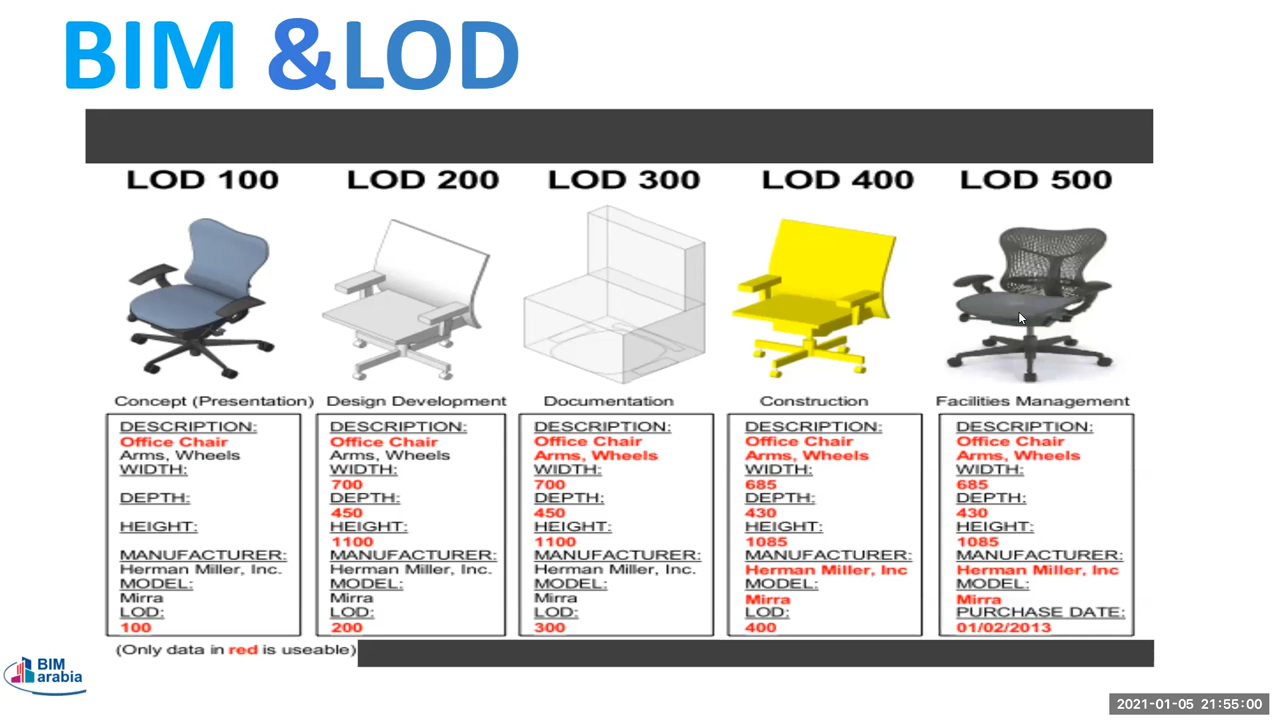 BIM &LOD
LOD 100
LOD 200
LOD 300
LOD 400
LOD 500
Concept (Presentation)
Design Development
Documentation
Construction
Facilities Management
DESCRIPTION:
Office Chair
Arms, Wheels
WIDTH:
DEPTH:
HEIGHT:
MANUFACTURER:
Herman Miller, Inc.
MODEL:
Mirra
LOD:
100
DESCRIPTION:
Office Chair
Arms, Wheels
WIDTH:
700
DEPTH:
450
HEIGHT:
1100
MANUFACTURER:
Herman Miller, Inc.
MODEL:
Mirra
LOD:
200
DESCRIPTION:
Office Chair
Arms, Wheels
WIDTH:
700
DEPTH:
450
HEIGHT:
1100
MANUFACTURER:
Herman Miller, Inc.
MODEL:
Mirra
LOD:
300
DESCRIPTION:
Office Chair
Arms, Wheels
WIDTH:
685
DEPTH:
430
HEIGHT:
1085
MANUFACTURER:
Herman Miller, Inc
MODEL:
Mirra
LOD:
400
DESCRIPTION:
Office Chair
Arms, Wheels
WIDTH:
685
DEPTH:
430
HEIGHT:
1085
MANUFACTURER:
Herman Miller, Inc
MODEL:
Mirra
PURCHASE DATE:
01/02/2013
(Only data in red is useable)
BIM
arabia
2021-01-05 21:55:00